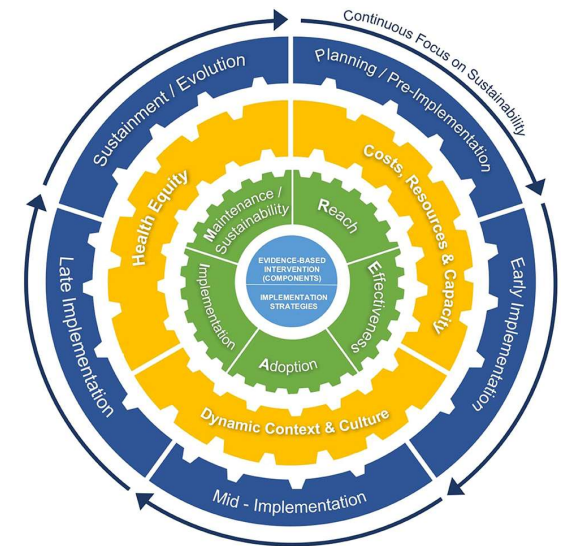 Continuous Focus on Sustainability
Planning / Pre-Implementation
Early Implementation
Mid - Implementation
Late Implementation
Sustainment / Evolution
Costs, Resources & Capacity
Dynamic Context & Culture
Health Equity
Reach
Effectiveness
Adoption
Implementation
Maintenance /
Sustainability
EVIDENCE-BASED
INTERVENTION
(COMPONENTS)
IMPLEMENTATION
STRATEGIES